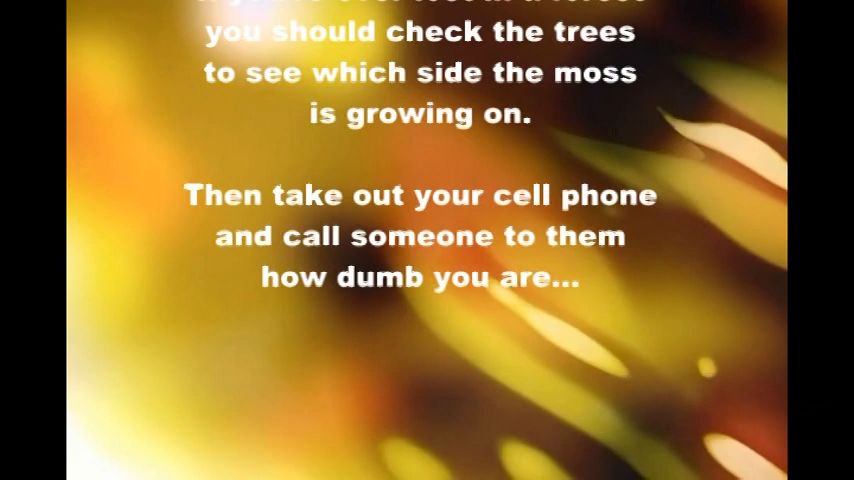 you should check the trees
to see which side the moss
is growing on.
Then take out your cell phone
and call someone to them
how dumb you are...